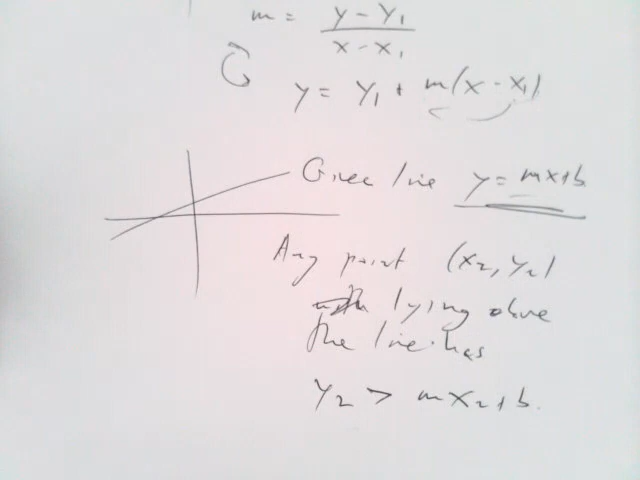 m = y - y₁ / x - x₁
y = y₁ + m(x - x₁)
Given line y = mx+b
Any point (x₂, y₂)
lying above
the line has
y₂ > mx₂+b.